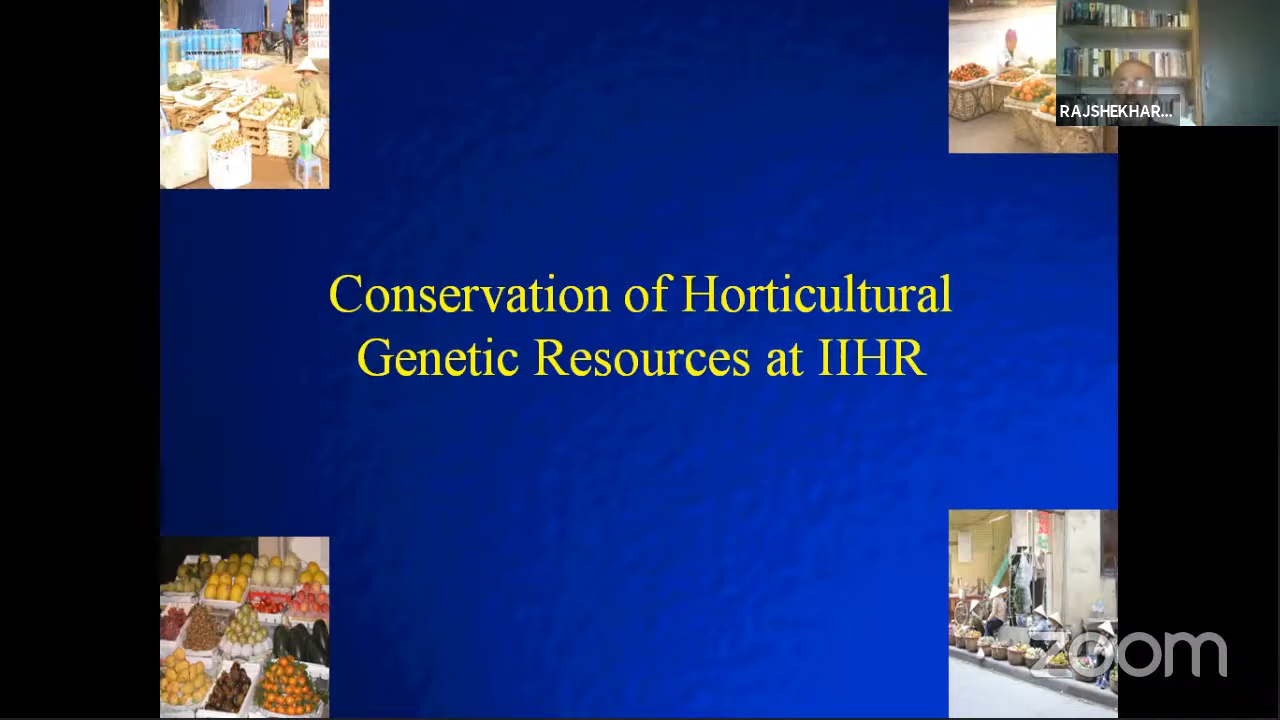 RAJSHEKHAR...
Conservation of Horticultural
Genetic Resources at IIHR
zoom